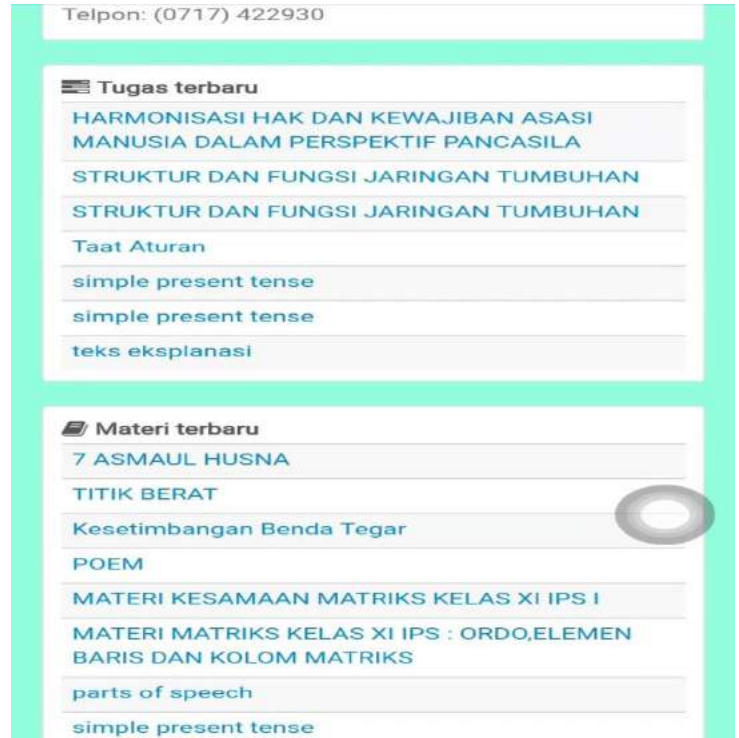 Telpon: (0717) 422930
Tugas terbaru
HARMONISASI HAK DAN KEWAJIBAN ASASI
MANUSIA DALAM PERSPEKTIF PANCASILA
STRUKTUR DAN FUNGSI JARINGAN TUMBUHAN
STRUKTUR DAN FUNGSI JARINGAN TUMBUHAN
Taat Aturan
simple present tense
simple present tense
teks eksplanasi
Materi terbaru
7 ASMAUL HUSNA
TITIK BERAT
Kesetimbangan Benda Tegar
POEM
MATERI KESAMAAN MATRIKS KELAS XI IPS I
MATERI MATRIKS KELAS XI IPS : ORDO,ELEMEN
BARIS DAN KOLOM MATRIKS
parts of speech
simple present tense